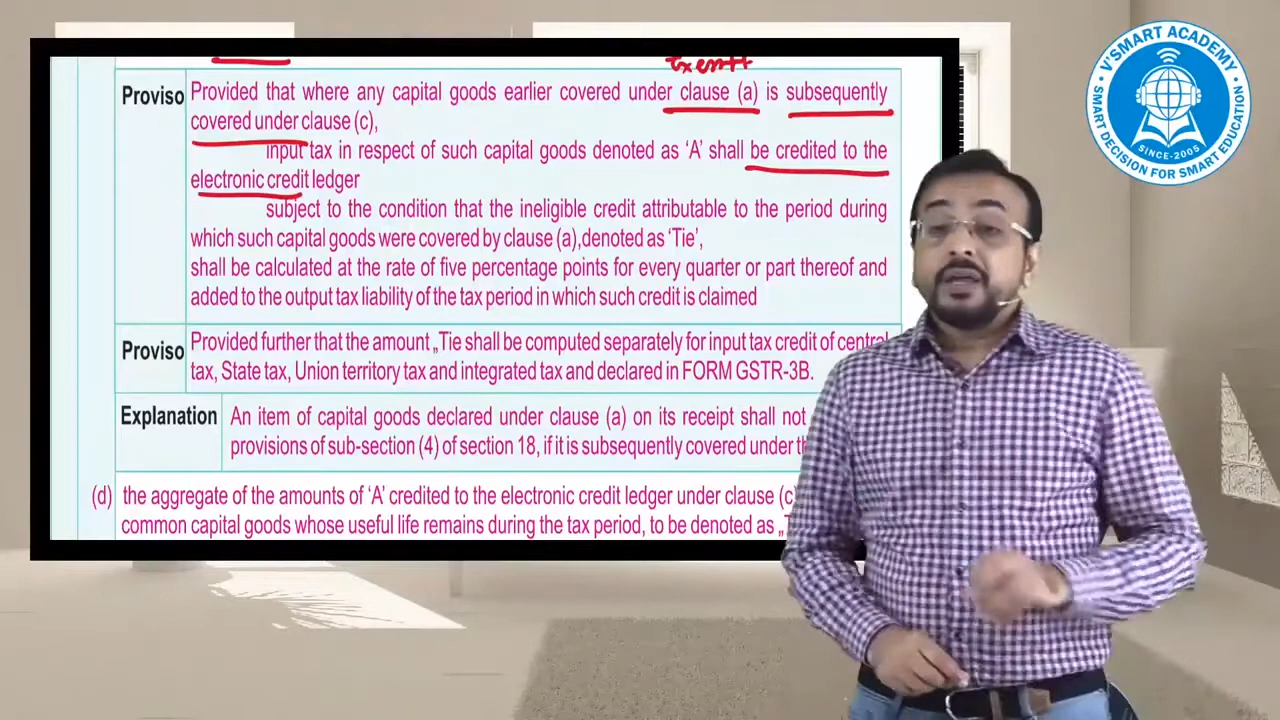 Exempt
Proviso Provided that where any capital goods earlier covered under clause (a) is subsequently
covered under clause (c),
input tax in respect of such capital goods denoted as ‘A’ shall be credited to the
electronic credit ledger
subject to the condition that the ineligible credit attributable to the period during
which such capital goods were covered by clause (a),denoted as ‘Tie’,
shall be calculated at the rate of five percentage points for every quarter or part thereof and
added to the output tax liability of the tax period in which such credit is claimed
Proviso Provided further that the amount „Tie shall be computed separately for input tax credit of central
tax, State tax, Union territory tax and integrated tax and declared in FORM GSTR-3B.
Explanation An item of capital goods declared under clause (a) on its receipt shall not
provisions of sub-section (4) of section 18, if it is subsequently covered under
(d) the aggregate of the amounts of ‘A’ credited to the electronic credit ledger under clause (c)
common capital goods whose useful life remains during the tax period, to be denoted as
V'SMART ACADEMY
SINCE-2005
SMART DECISION FOR SMART EDUCATION